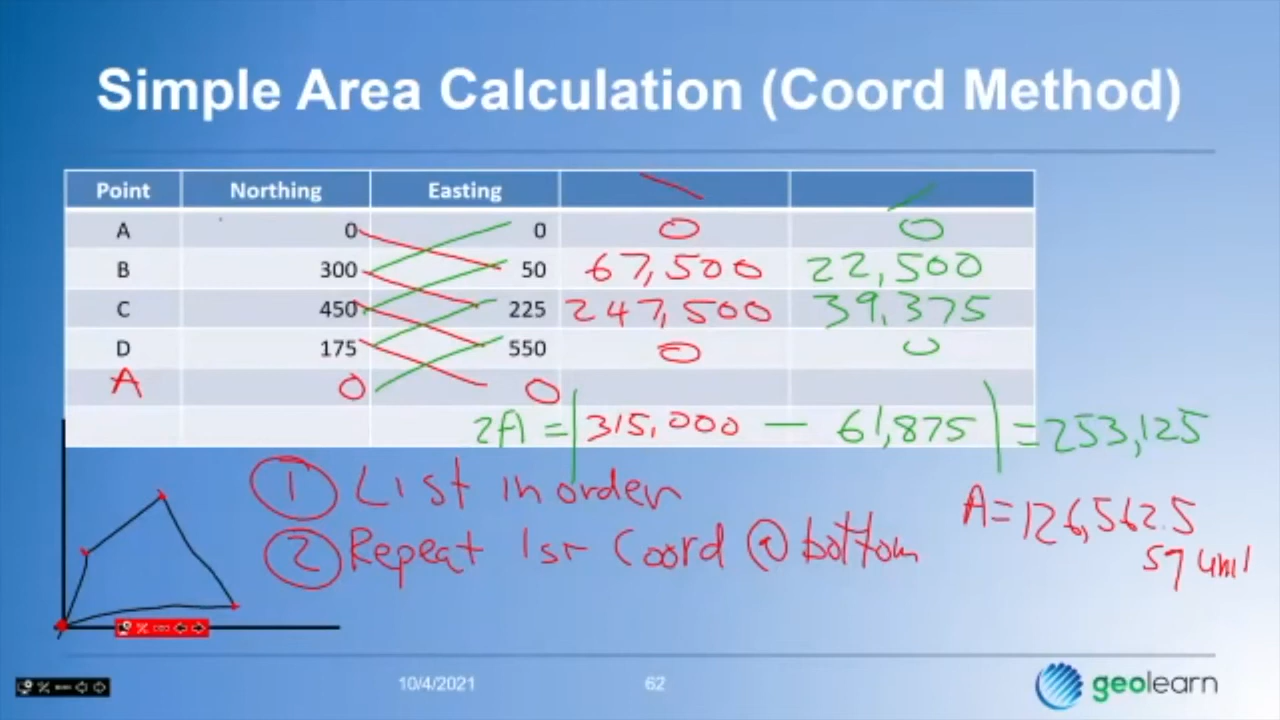 Simple Area Calculation (Coord Method)
Point Northing Easting
A 0 0 0 0
B 300 50 67,500 22,500
C 450 225 247,500 39,375
D 175 550 0 0
A 0 0
2A = | 315,000 – 61,875 | = 253,125
① List in order
A = 126,562.5
② Repeat 1st Coord @ bottom
sq unit
10/4/2021 62 geolearn